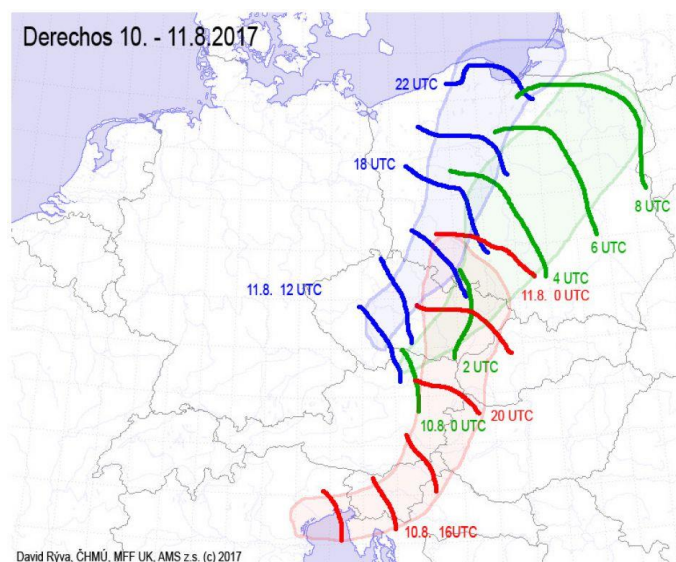 Derechos 10. - 11.8.2017
22 UTC
18 UTC
8 UTC
6 UTC
4 UTC
11.8. 12 UTC
11.8. 0 UTC
2 UTC
10.8. 0 UTC
20 UTC
10.8. 16UTC
David Rýva, ČHMÚ, MFF UK, AMS z.s. (c) 2017